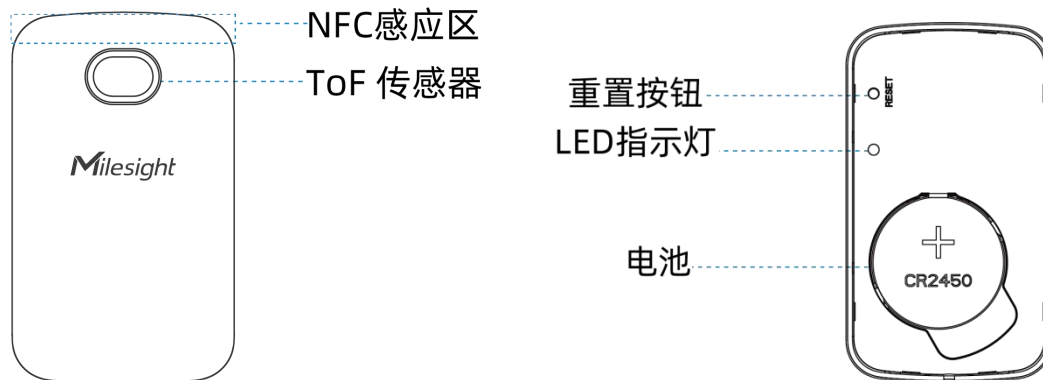 NFC感应区
ToF 传感器
Milesight
重置按钮
RESET
LED指示灯
电池
CR2450